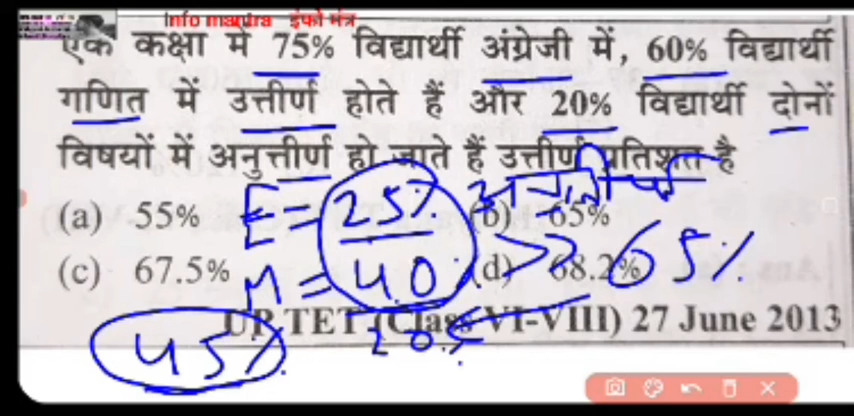 Info mantra इंफो मंत्र
एक कक्षा में 75% विद्यार्थी अंग्रेजी में, 60% विद्यार्थी
गणित में उत्तीर्ण होते हैं और 20% विद्यार्थी दोनों
विषयों में अनुत्तीर्ण हो जाते हैं उत्तीर्ण प्रतिशत है
E = 25%
(a) 55% (b) 65%
M = 40
(c) 67.5% (d) 68.2%
65%
UP TET (Class VI-VIII) 27 June 2013
20%
45%